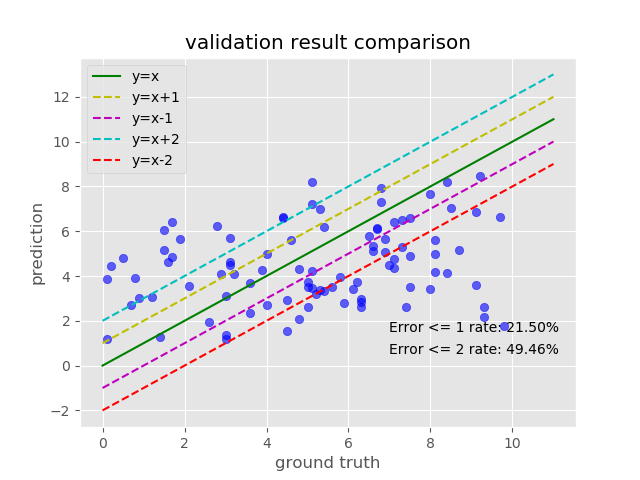 validation result comparison
y=x
y=x+1
y=x-1
y=x+2
y=x-2
12
10
8
6
4
2
0
−2
prediction
Error <= 1 rate: 21.50%
Error <= 2 rate: 49.46%
0 2 4 6 8 10
ground truth